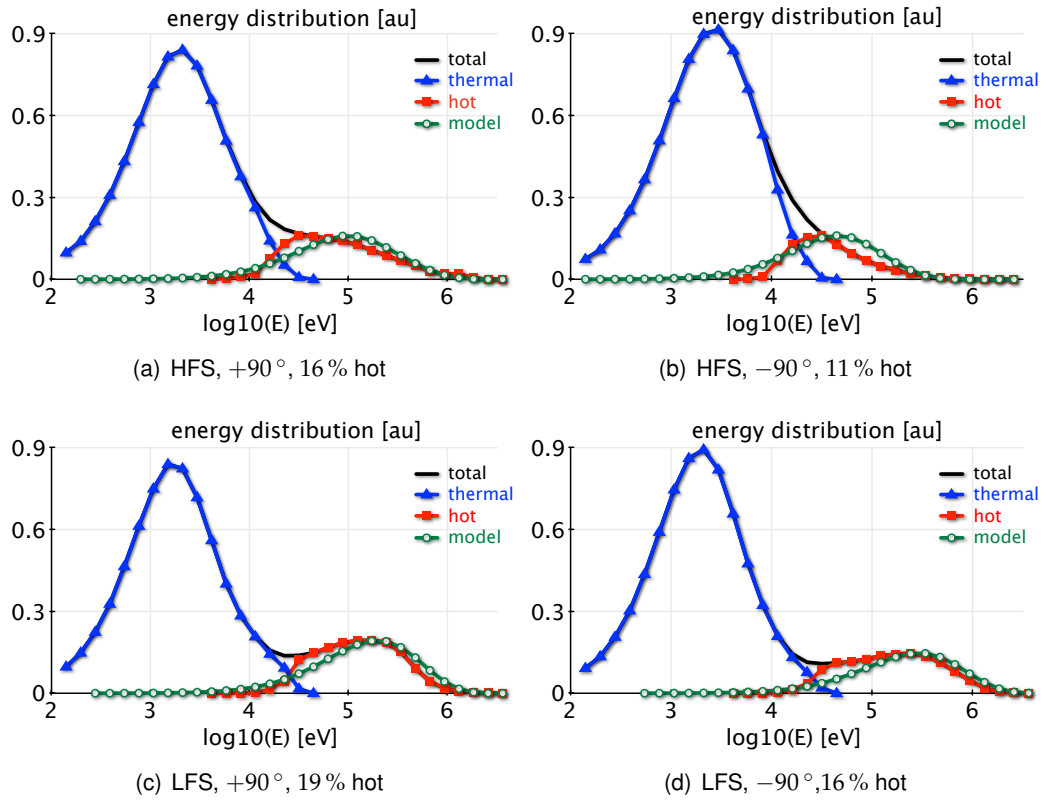 energy distribution [au]
0.9
0.6
0.3
0
total
thermal
hot
model
2 3 4 5 6
log10(E) [eV]
(a) HFS, +90°, 16% hot
energy distribution [au]
0.9
0.6
0.3
0
total
thermal
hot
model
2 3 4 5 6
log10(E) [eV]
(b) HFS, −90°, 11% hot
energy distribution [au]
0.9
0.6
0.3
0
total
thermal
hot
model
2 3 4 5 6
log10(E) [eV]
(c) LFS, +90°, 19% hot
energy distribution [au]
0.9
0.6
0.3
0
total
thermal
hot
model
2 3 4 5 6
log10(E) [eV]
(d) LFS, −90°,16% hot